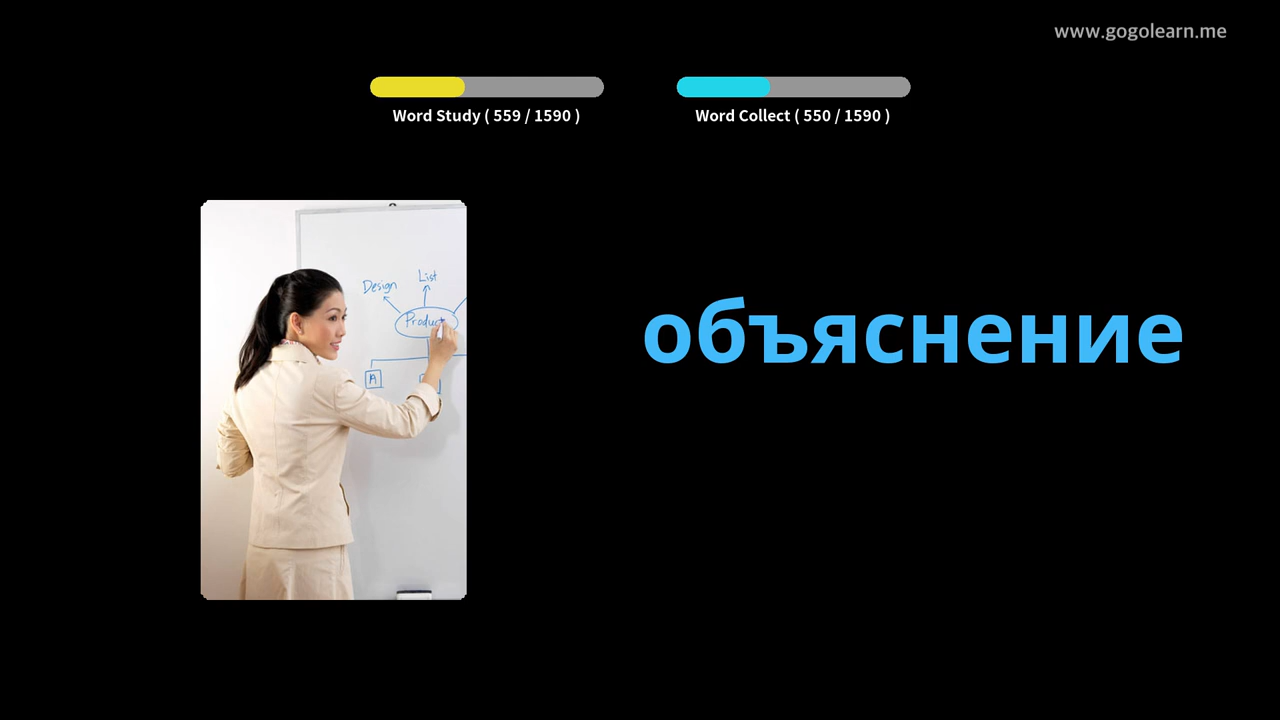 www.gogolearn.me
Word Study ( 559 / 1590 )
Word Collect ( 550 / 1590 )
Design
List
Product
A
объяснение